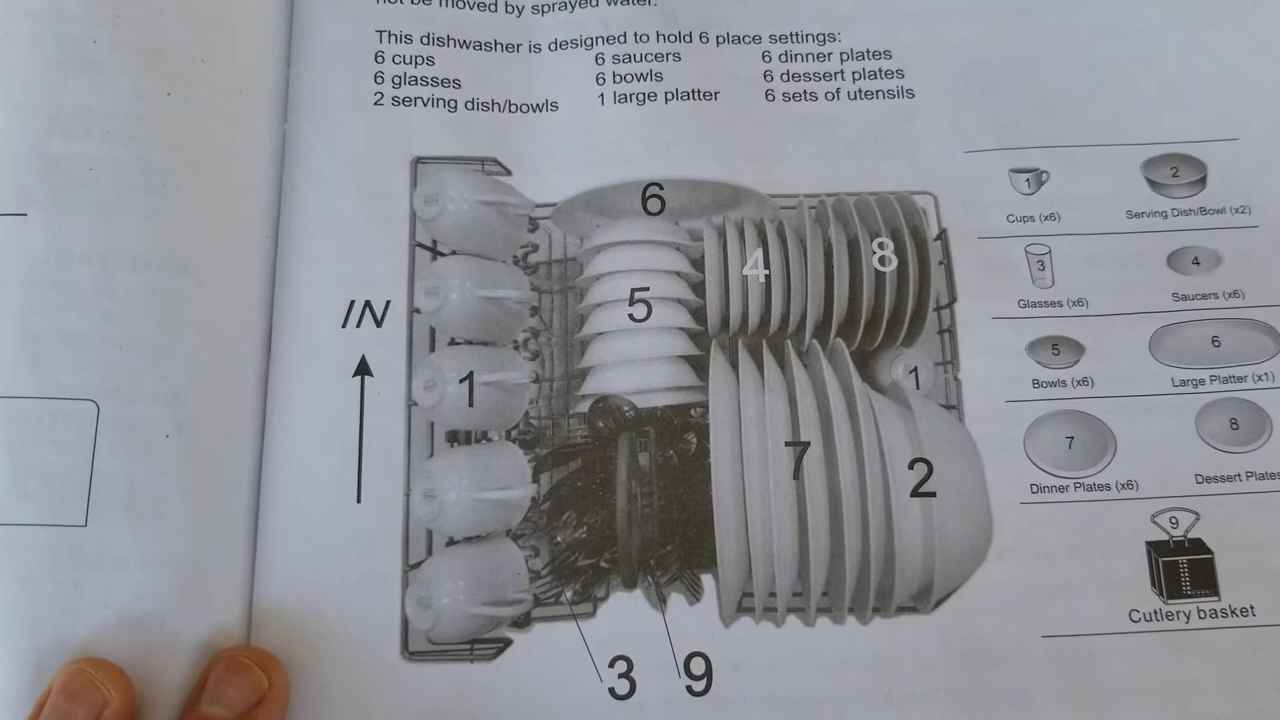 not be moved by sprayed water.
This dishwasher is designed to hold 6 place settings:
6 cups 6 saucers 6 dinner plates
6 glasses 6 bowls 6 dessert plates
2 serving dish/bowls 1 large platter 6 sets of utensils
IN
6
4
8
5
1
1
7
2
3
9
1
Cups (x6)
2
Serving Dish/Bowl (x2)
3
Glasses (x6)
4
Saucers (x6)
5
Bowls (x6)
6
Large Platter (x1)
7
Dinner Plates (x6)
8
Dessert Plates
9
Cutlery basket